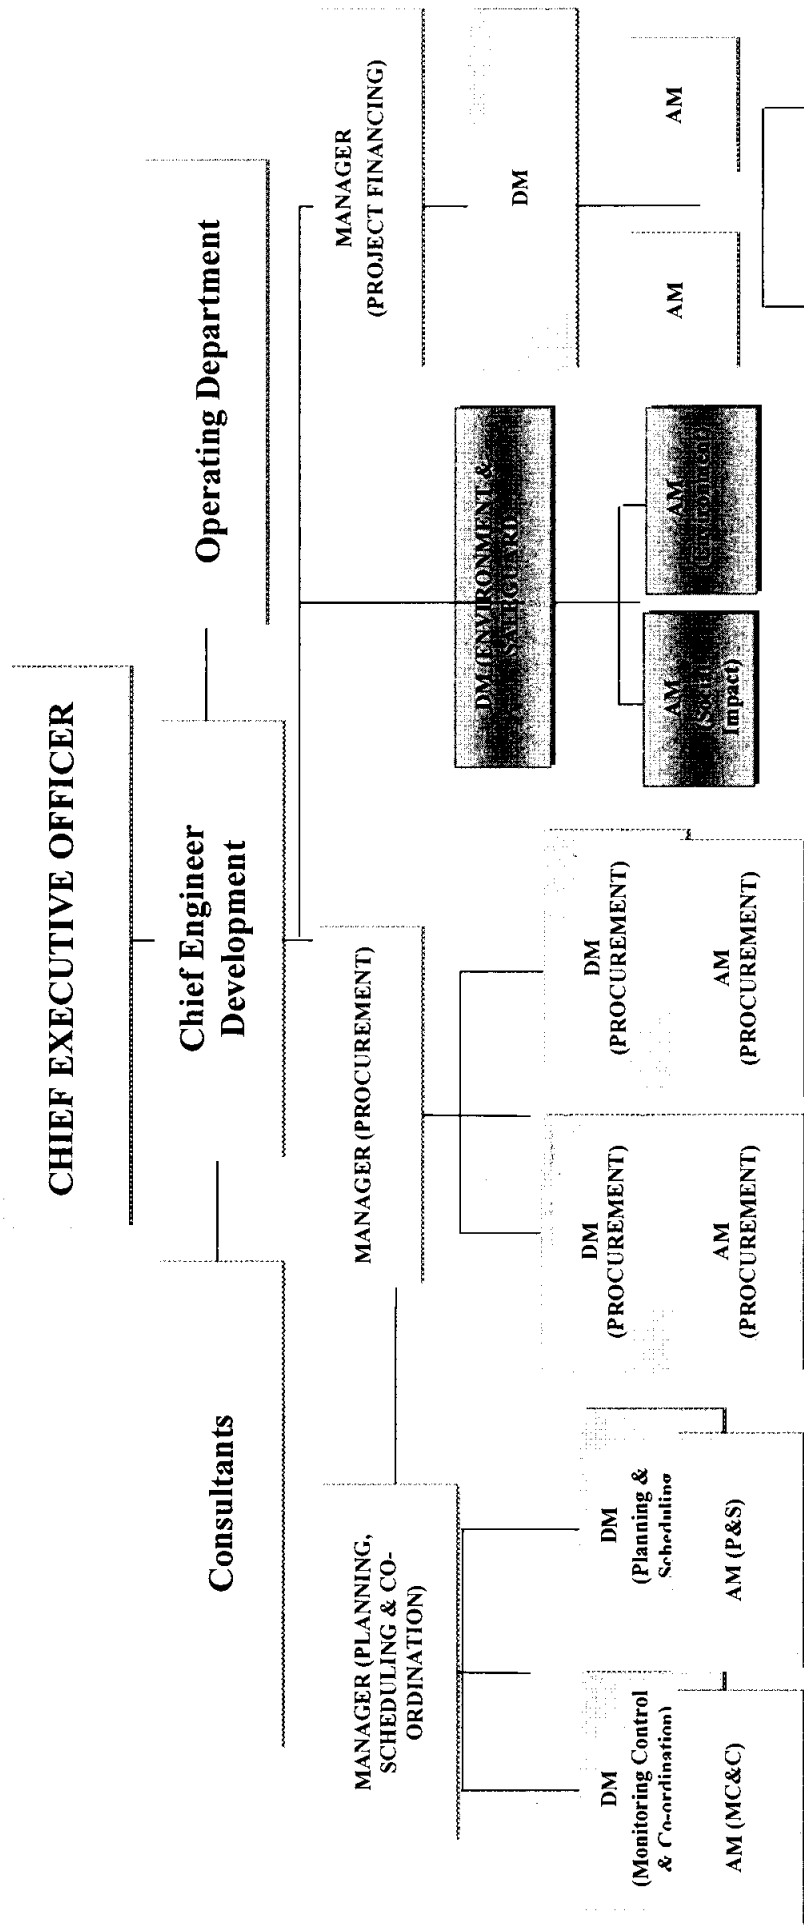 CHIEF EXECUTIVE OFFICER
Consultants
Chief Engineer
Development
Operating Department
MANAGER (PLANNING,
SCHEDULING & CO-
ORDINATION)
MANAGER (PROCUREMENT)
MANAGER
(PROJECT FINANCING)
DM
(Monitoring Control
& Co-ordination)
DM
(Planning &
Scheduling
DM
(PROCUREMENT)
DM
(PROCUREMENT)
DM (ENVIRONMENT &
SAFEGUARD
DM
AM (MC&C)
AM (P&S)
AM
(PROCUREMENT)
AM
(PROCUREMENT)
AM
(Social
Impact)
AM
(Environment)
AM
AM